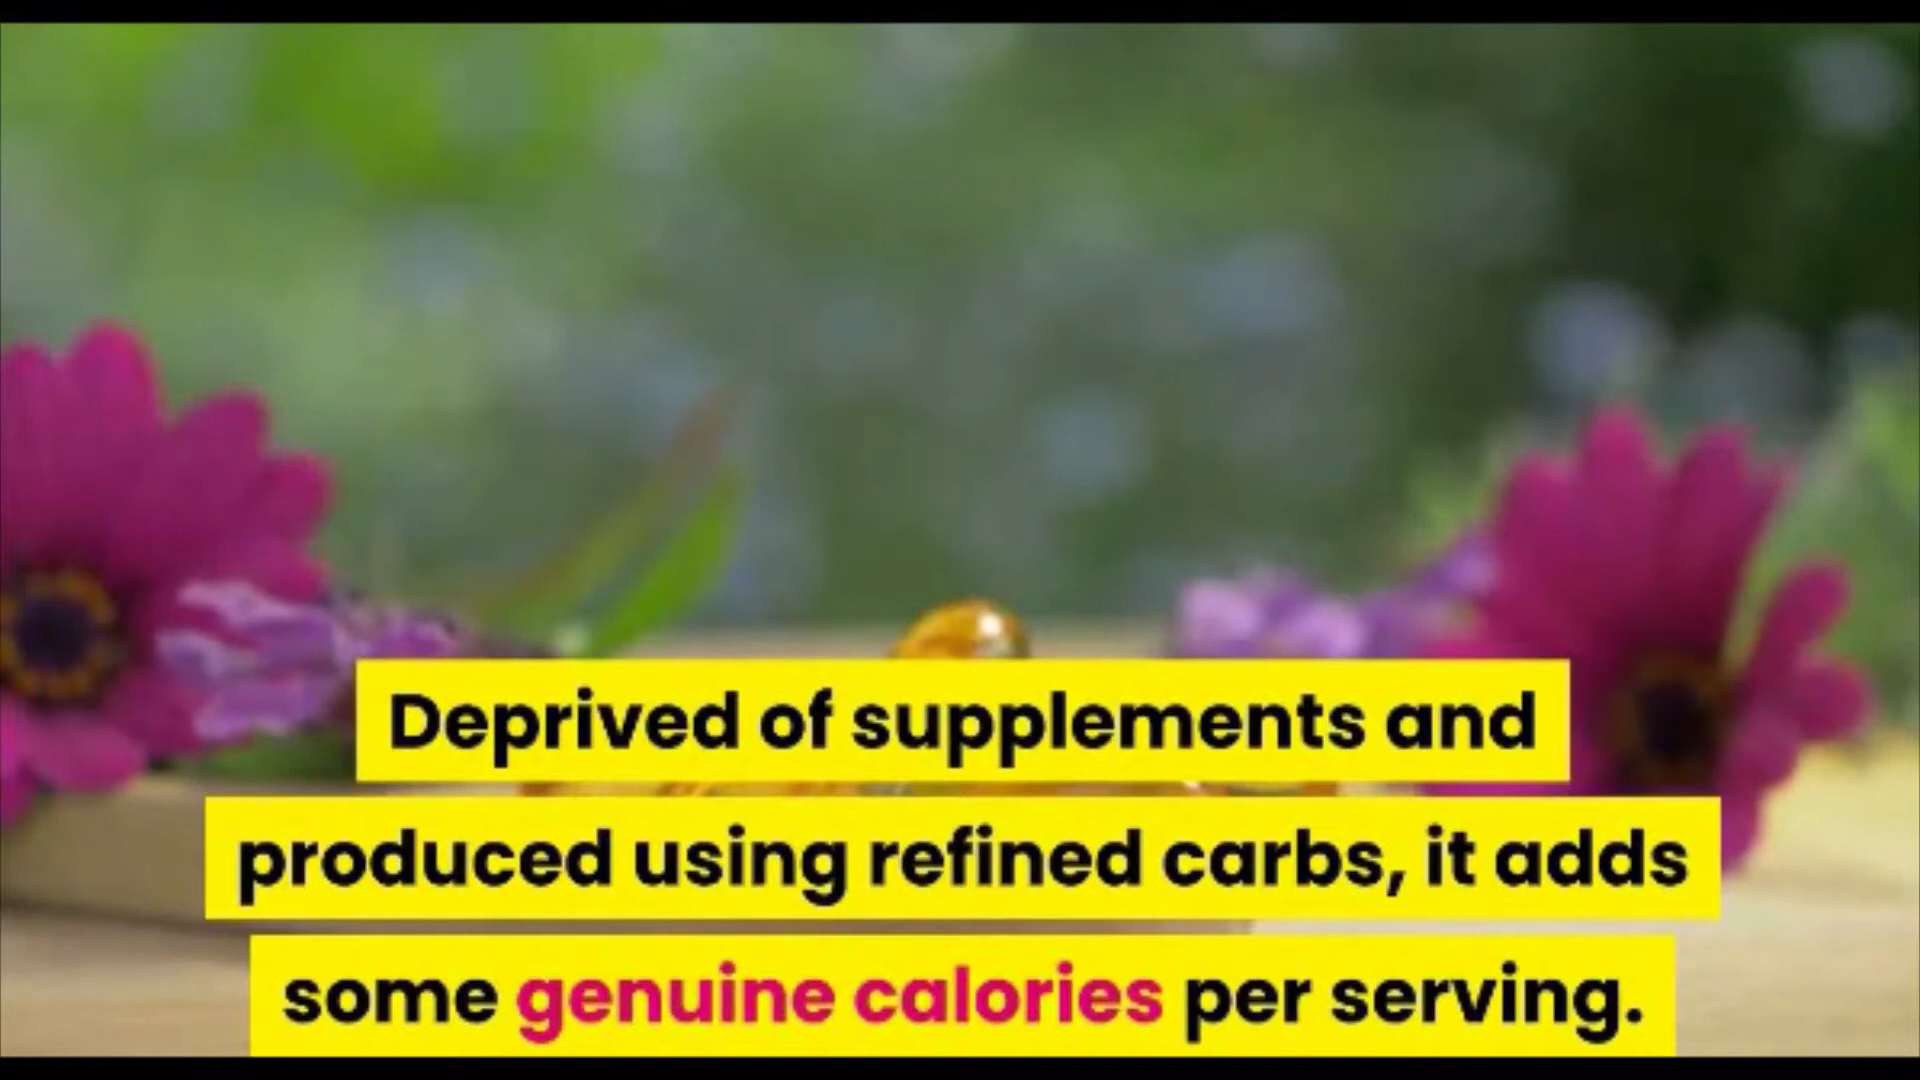 Deprived of supplements and
produced using refined carbs, it adds
some genuine calories per serving.